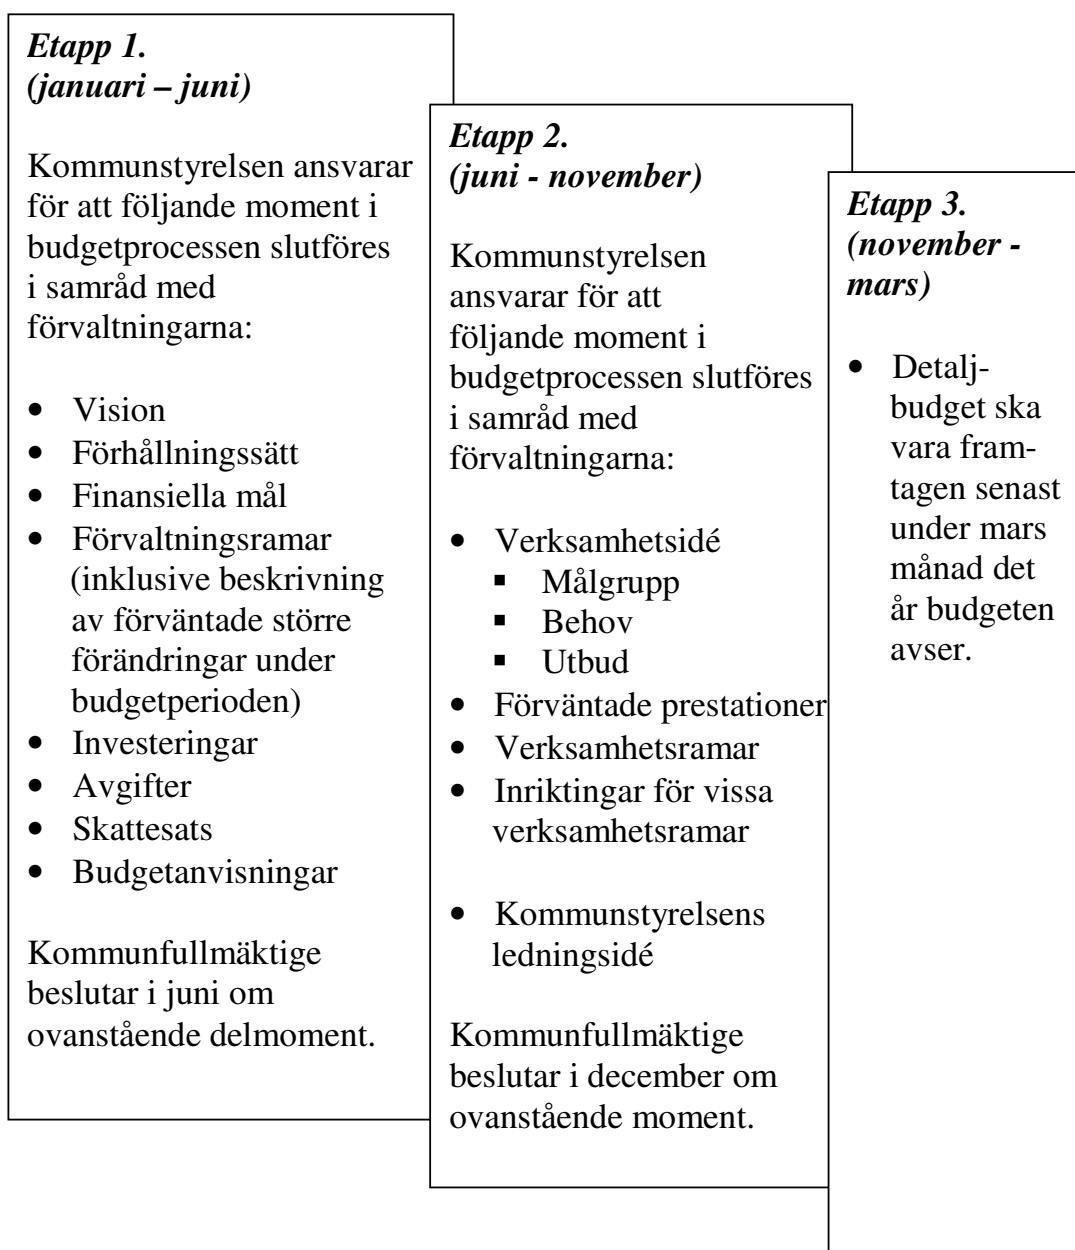 Etapp 1.
(januari – juni)
Kommunstyrelsen ansvarar
för att följande moment i
budgetprocessen slutföres
i samråd med
förvaltningarna:
• Vision
• Förhållningssätt
• Finansiella mål
• Förvaltningsramar
(inklusive beskrivning
av förväntade större
förändringar under
budgetperioden)
• Investeringar
• Avgifter
• Skattesats
• Budgetanvisningar
Kommunfullmäktige
beslutar i juni om
ovanstående delmoment.
Etapp 2.
(juni - november)
Kommunstyrelsen
ansvarar för att
följande moment i
budgetprocessen slutföres
i samråd med
förvaltningarna:
• Verksamhetsidé
▪ Målgrupp
▪ Behov
▪ Utbud
• Förväntade prestationer
• Verksamhetsramar
• Inriktingar för vissa
verksamhetsramar
• Kommunstyrelsens
ledningsidé
Kommunfullmäktige
beslutar i december om
ovanstående moment.
Etapp 3.
(november -
mars)
• Detalj-
budget ska
vara fram-
tagen senast
under mars
månad det
år budgeten
avser.